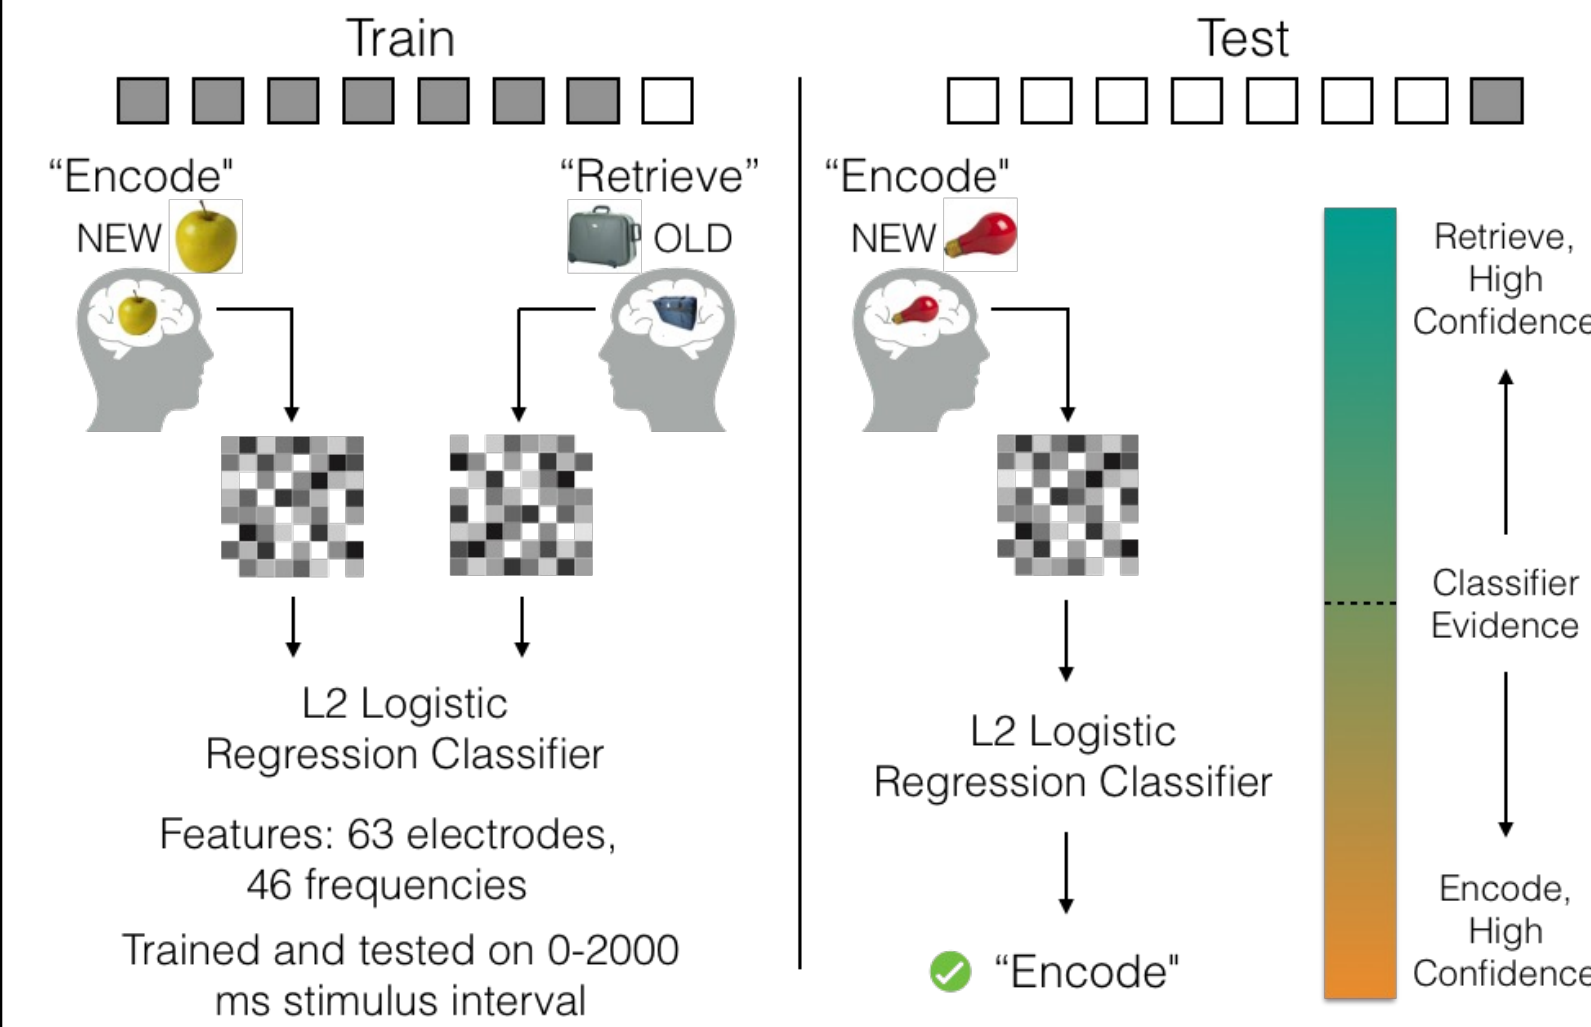 Train
“Encode"
“Retrieve”
NEW
OLD
L2 Logistic
Regression Classifier
Features: 63 electrodes,
46 frequencies
Trained and tested on 0-2000
ms stimulus interval
Test
“Encode"
NEW
L2 Logistic
Regression Classifier
“Encode"
Retrieve,
High
Confidence
Classifier
Evidence
Encode,
High
Confidence